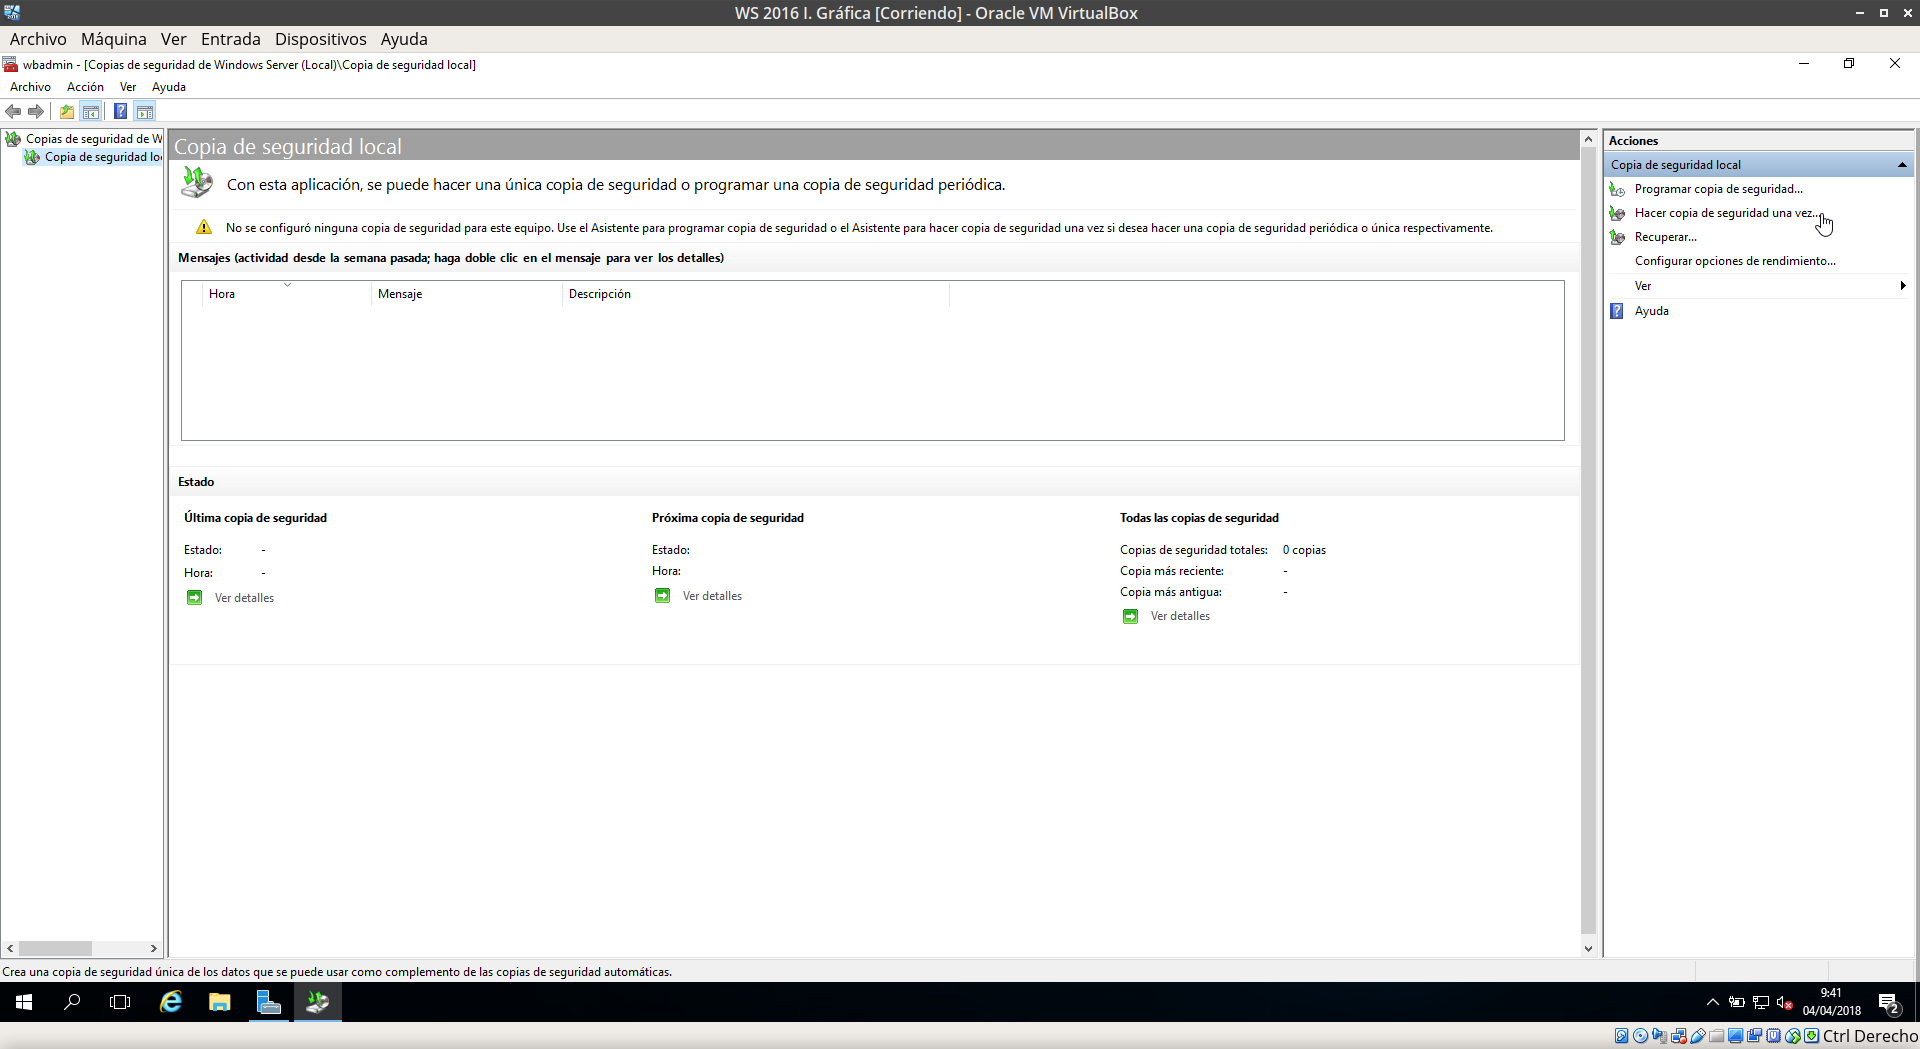 WS 2016 I. Gráfica [Corriendo] - Oracle VM VirtualBox
Archivo Máquina Ver Entrada Dispositivos Ayuda
wbadmin - [Copias de seguridad de Windows Server (Local)\Copia de seguridad local]
Archivo Acción Ver Ayuda
Copias de seguridad de W
Copia de seguridad lo
Copia de seguridad local
Con esta aplicación, se puede hacer una única copia de seguridad o programar una copia de seguridad periódica.
No se configuró ninguna copia de seguridad para este equipo. Use el Asistente para programar copia de seguridad o el Asistente para hacer copia de seguridad una vez si desea hacer una copia de seguridad periódica o única respectivamente.
Mensajes (actividad desde la semana pasada; haga doble clic en el mensaje para ver los detalles)
Hora Mensaje Descripción
Estado
Última copia de seguridad
Estado: -
Hora: -
Ver detalles
Próxima copia de seguridad
Estado:
Hora:
Ver detalles
Todas las copias de seguridad
Copias de seguridad totales: 0 copias
Copia más reciente: -
Copia más antigua: -
Ver detalles
Acciones
Copia de seguridad local
Programar copia de seguridad...
Hacer copia de seguridad una vez...
Recuperar...
Configurar opciones de rendimiento...
Ver
Ayuda
Crea una copia de seguridad única de los datos que se puede usar como complemento de las copias de seguridad automáticas.
9:41
04/04/2018
2
Ctrl Derecho